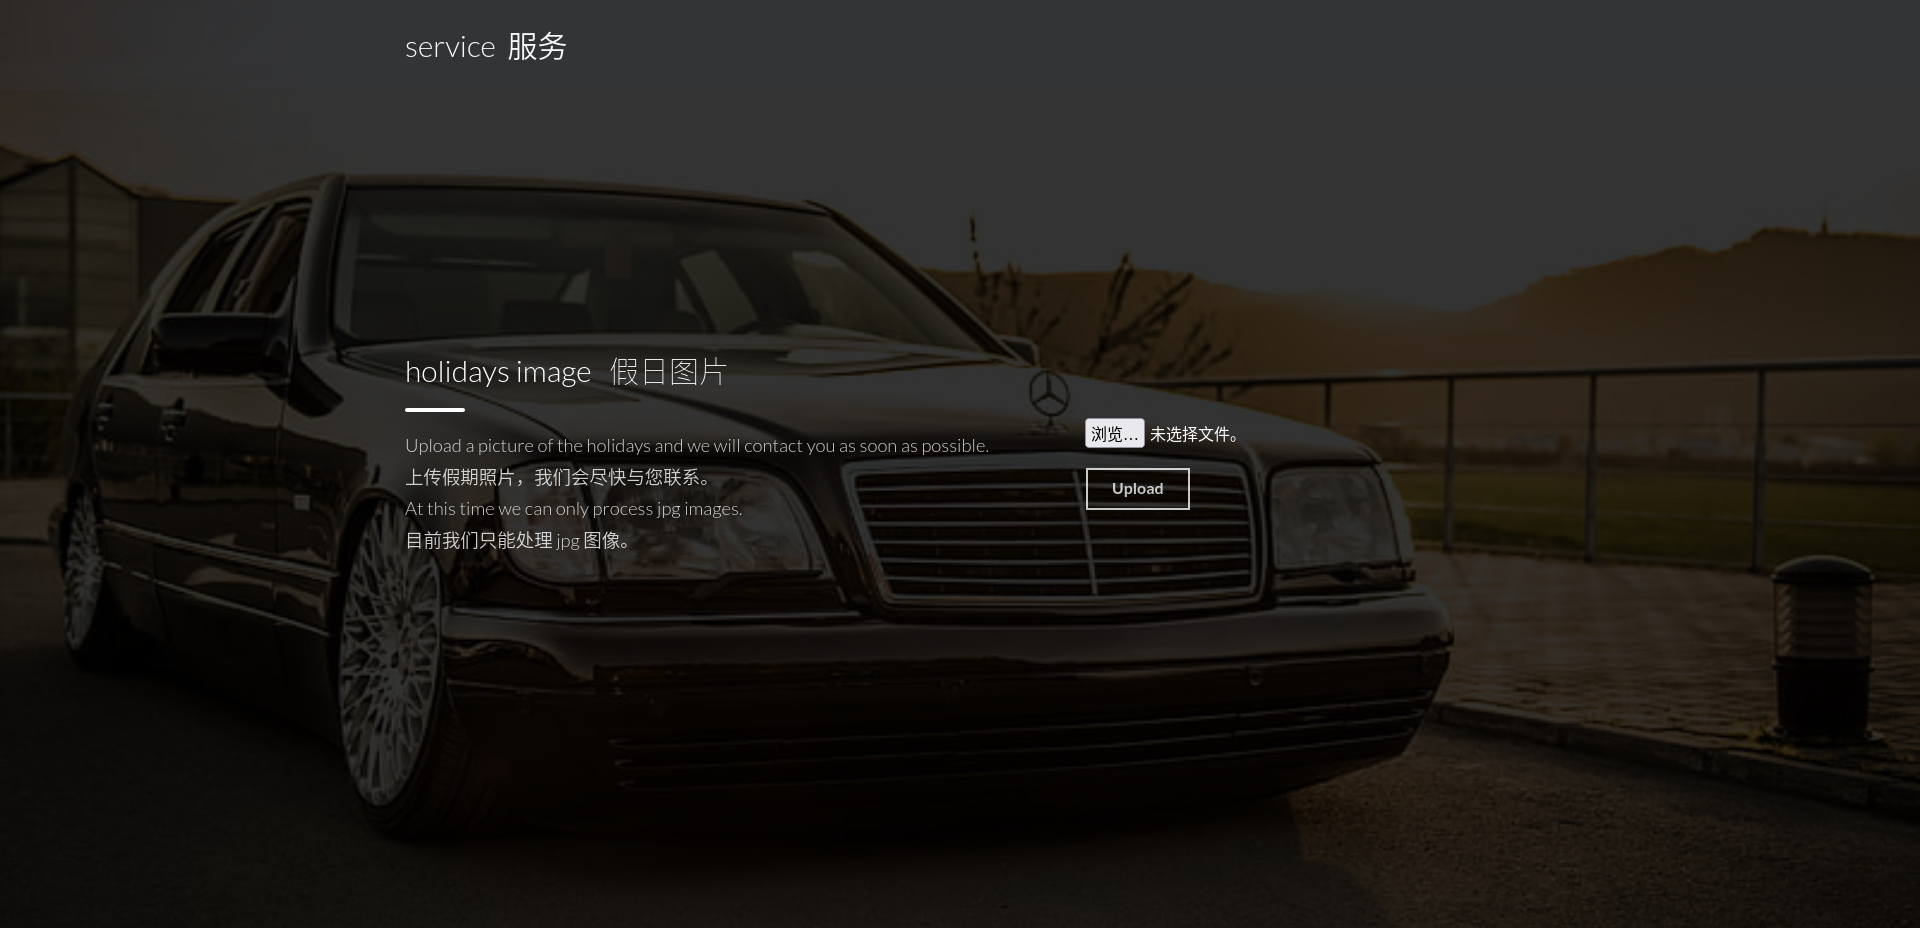 service 服务
holidays image 假日图片
Upload a picture of the holidays and we will contact you as soon as possible.
上传假期照片，我们会尽快与您联系。
At this time we can only process jpg images.
目前我们只能处理 jpg 图像。
浏览... 未选择文件。
Upload